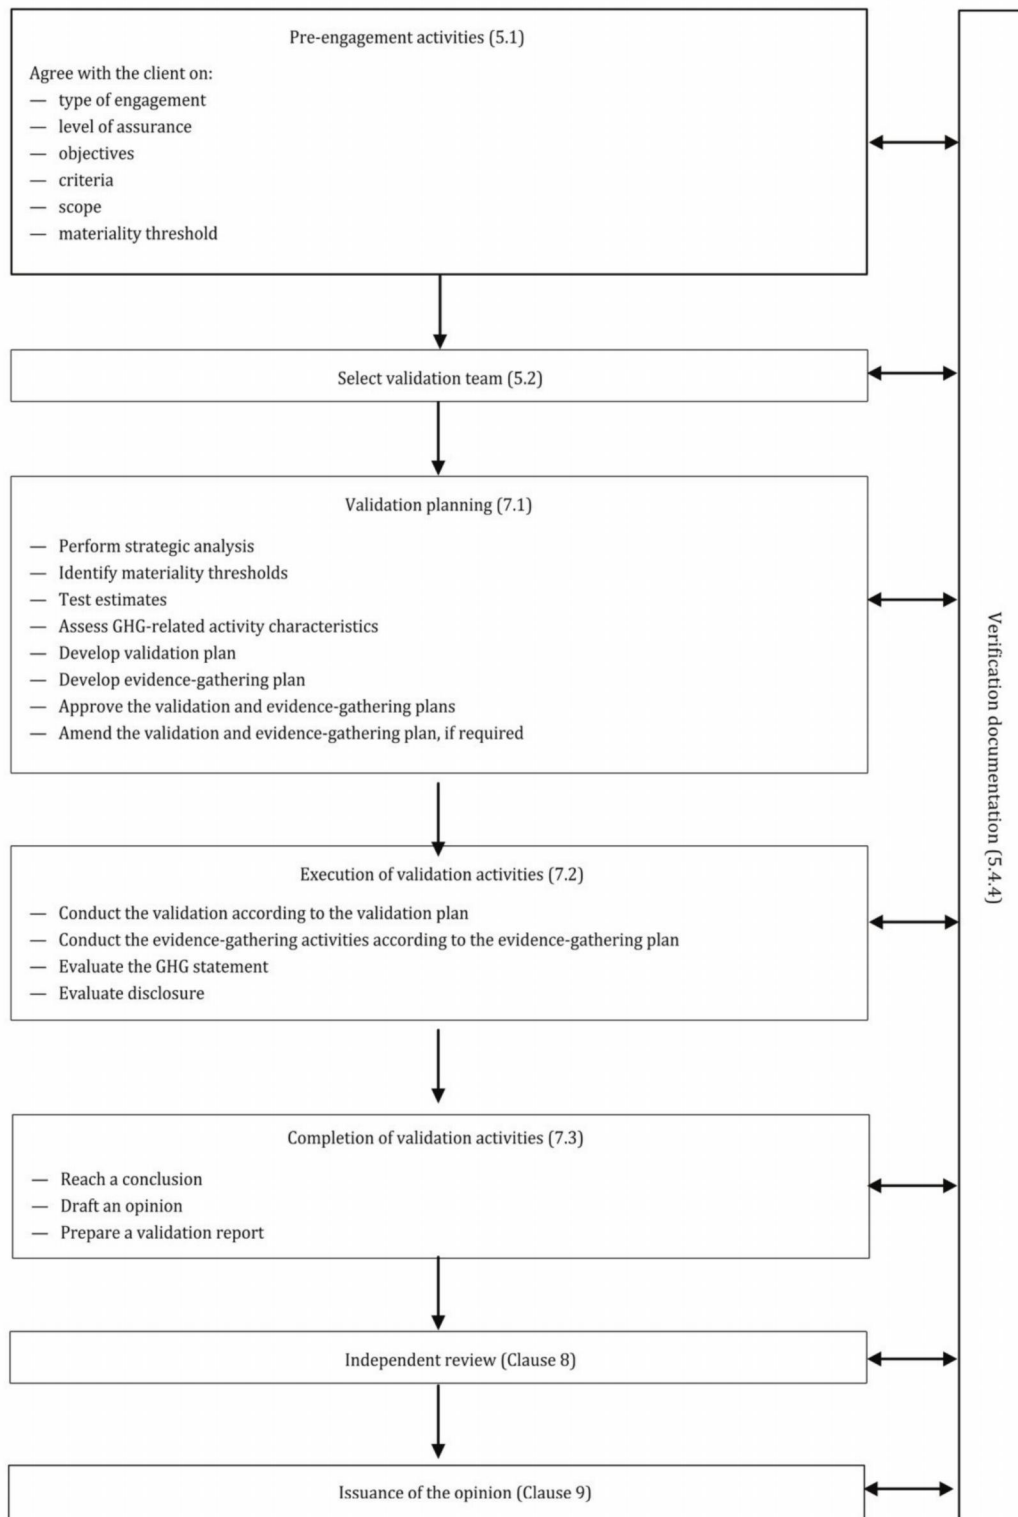 Pre-engagement activities (5.1)
Agree with the client on:
— type of engagement
— level of assurance
— objectives
— criteria
— scope
— materiality threshold
Select validation team (5.2)
Validation planning (7.1)
— Perform strategic analysis
— Identify materiality thresholds
— Test estimates
— Assess GHG-related activity characteristics
— Develop validation plan
— Develop evidence-gathering plan
— Approve the validation and evidence-gathering plans
— Amend the validation and evidence-gathering plan, if required
Execution of validation activities (7.2)
— Conduct the validation according to the validation plan
— Conduct the evidence-gathering activities according to the evidence-gathering plan
— Evaluate the GHG statement
— Evaluate disclosure
Completion of validation activities (7.3)
— Reach a conclusion
— Draft an opinion
— Prepare a validation report
Independent review (Clause 8)
Issuance of the opinion (Clause 9)
Verification documentation (5.4.4)